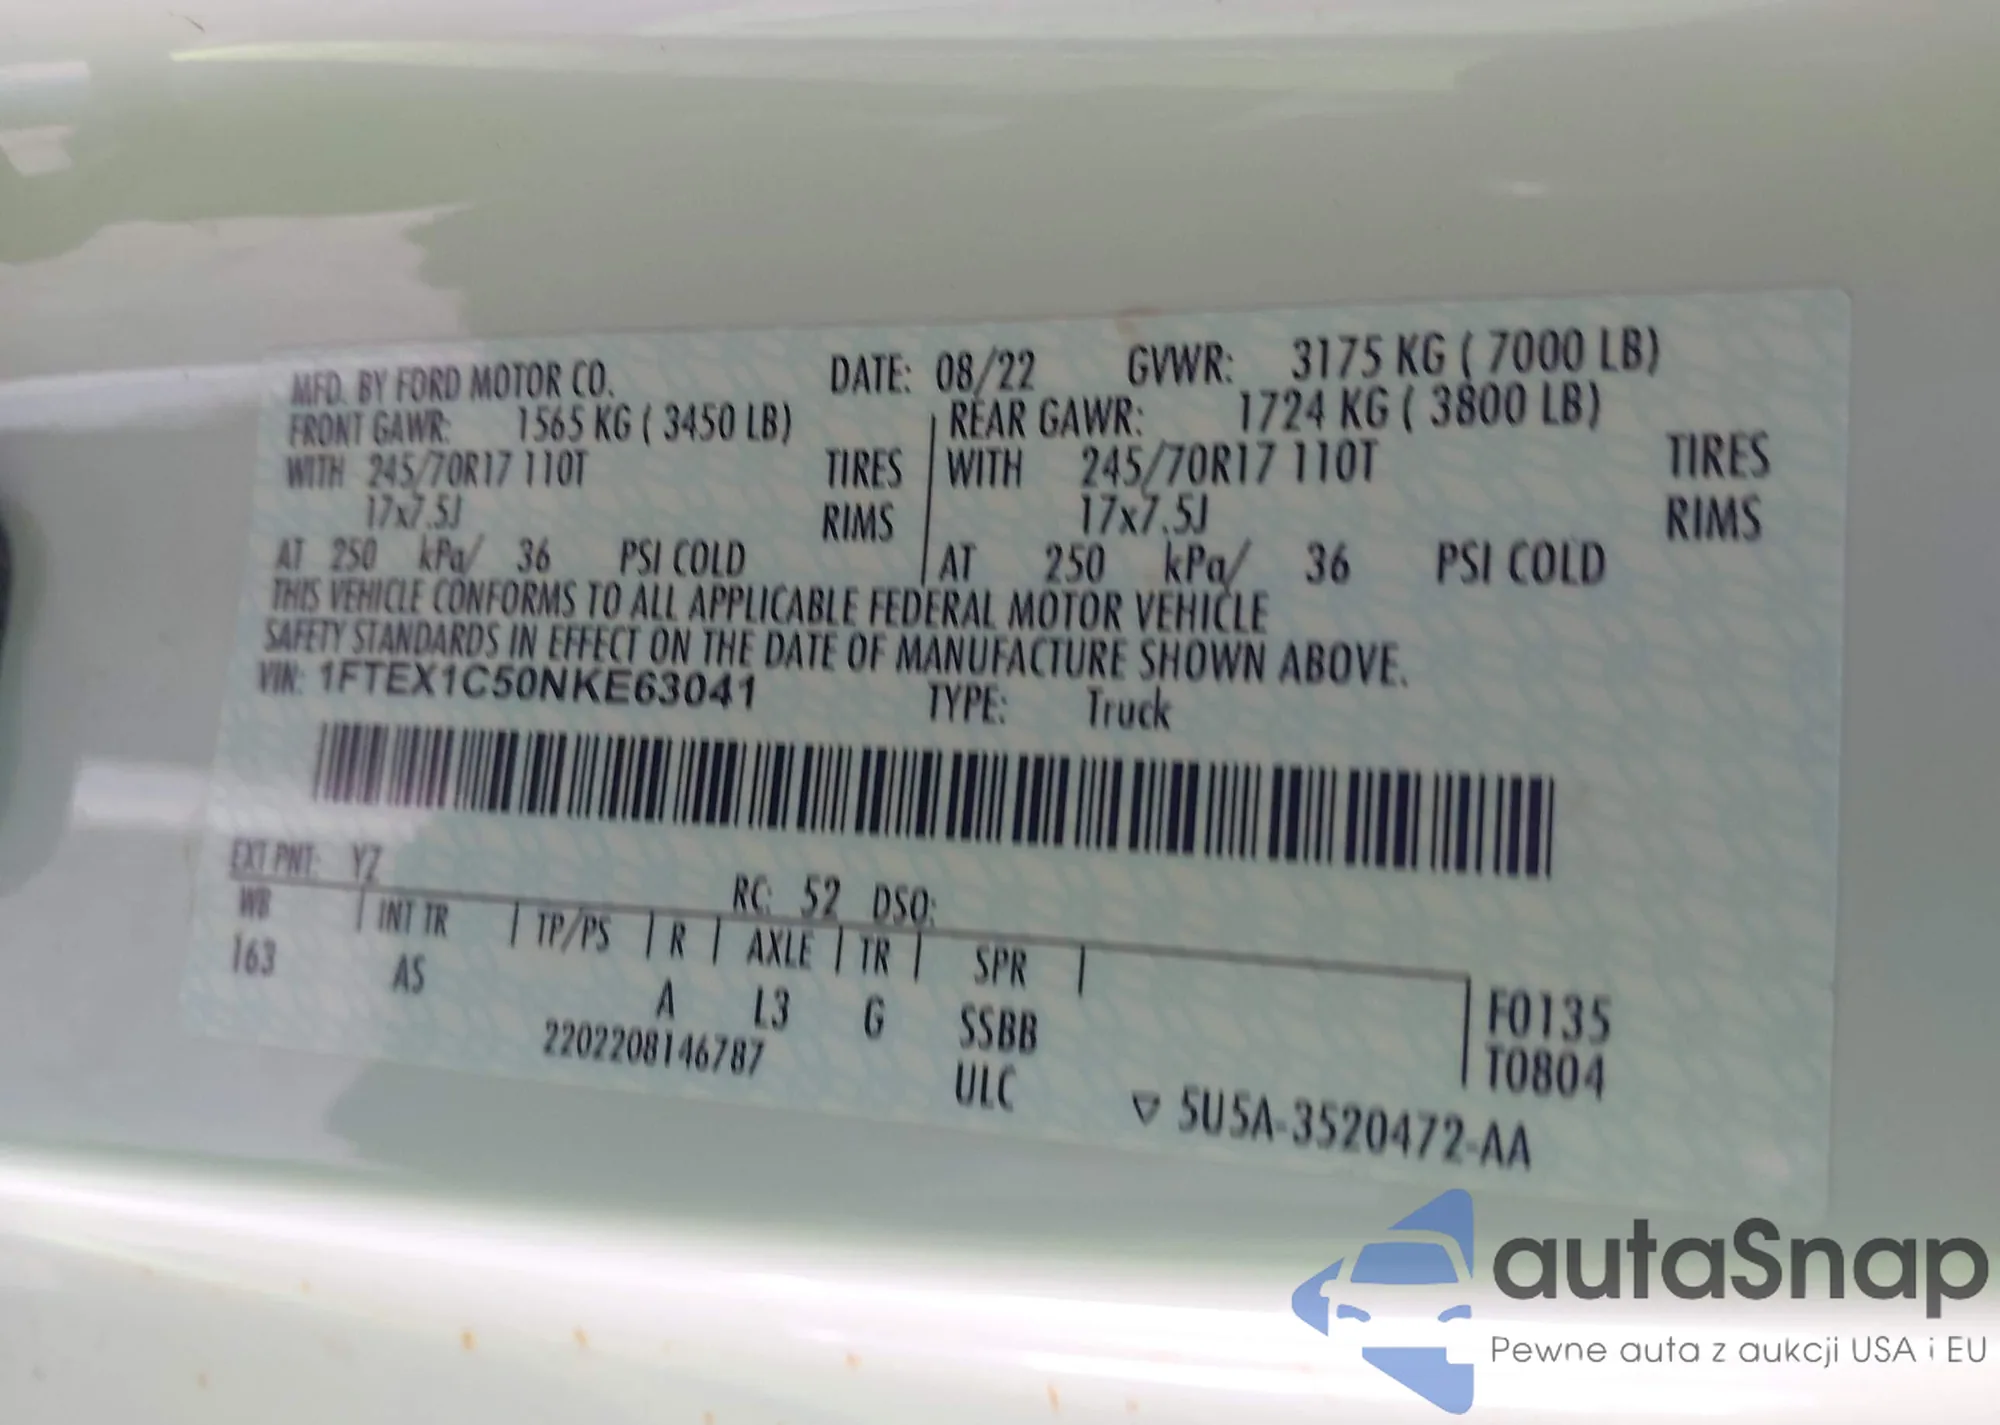 MFD. BY FORD MOTOR CO. DATE: 08/22 GVWR: 3175 KG ( 7000 LB)
FRONT GAWR: 1565 KG ( 3450 LB) REAR GAWR: 1724 KG ( 3800 LB)
WITH 245/70R17 110T TIRES WITH 245/70R17 110T TIRES
17x7.5J RIMS 17x7.5J RIMS
AT 250 kPa/ 36 PSI COLD AT 250 kPa/ 36 PSI COLD
THIS VEHICLE CONFORMS TO ALL APPLICABLE FEDERAL MOTOR VEHICLE
SAFETY STANDARDS IN EFFECT ON THE DATE OF MANUFACTURE SHOWN ABOVE.
VIN: 1FTEX1C50NKE63041 TYPE: Truck
EXT PNT: YZ RC: 52 DSO:
WB INT TR TP/PS R AXLE TR SPR
163 AS A L3 G SSBB F0135
2202208146787 ULC T0804
▽ 5U5A-3520472-AA
autaSnap
Pewne auta z aukcji USA i EU